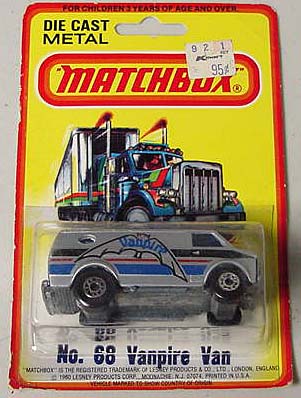 FOR CHILDREN 3 YEARS OF AGE AND OVER.
DIE CAST
METAL
9 2 1
Kmart
95¢
MATCHBOX®
Vanpire
No. 68 Vanpire Van
"MATCHBOX" IS THE REGISTERED TRADEMARK OF LESNEY PRODUCTS & CO., LTD., LONDON, ENGLAND
© 1980 LESNEY PRODUCTS CORP., MOONACHIE, N.J. 07074, PRINTED IN U.S.A.
VEHICLE MARKED TO SHOW COUNTRY OF ORIGIN.